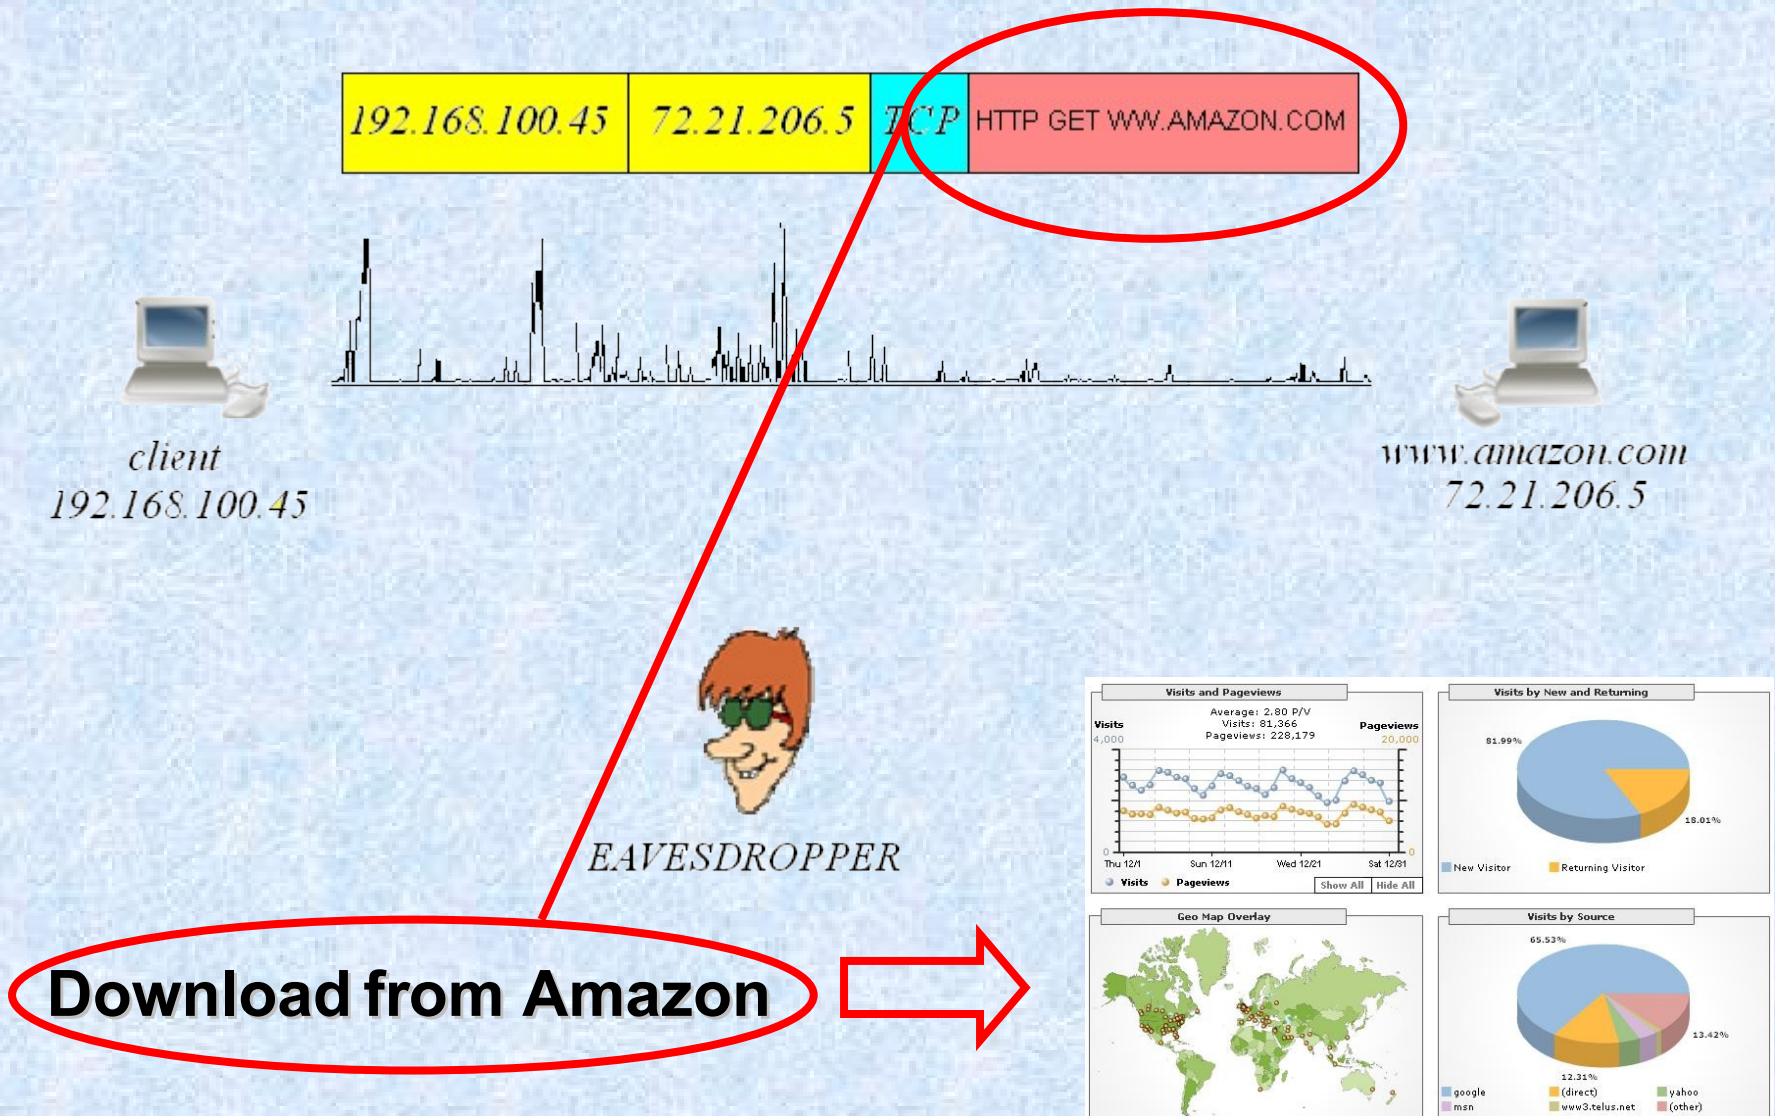 192.168.100.45 72.21.206.5 TCP HTTP GET WW.AMAZON.COM
client
192.168.100.45
www.amazon.com
72.21.206.5
EAVESDROPPER
Download from Amazon
Visits and Pageviews
Average: 2.80 P/V
Visits Visits: 81,366 Pageviews
4,000 Pageviews: 228,179 20,000
0 0
Thu 12/1 Sun 12/11 Wed 12/21 Sat 12/31
Visits Pageviews Show All Hide All
Visits by New and Returning
81.99%
18.01%
New Visitor Returning Visitor
Geo Map Overlay
Visits by Source
65.53%
13.42%
12.31%
google (direct) yahoo
msn www3.telus.net (other)